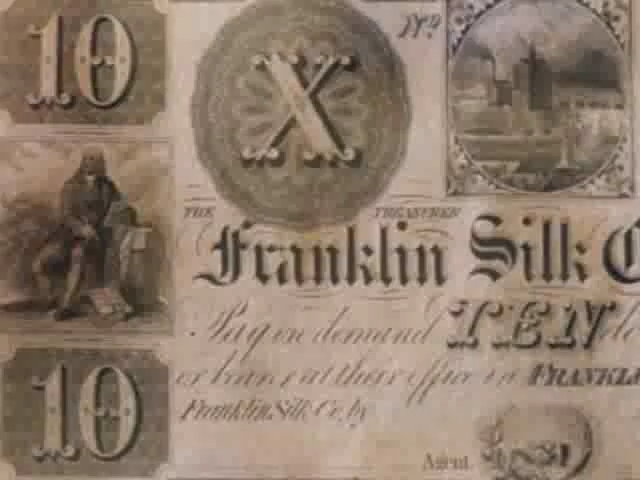 10
X
No
THE TREASURER
Franklin Silk C
Pay on demand TEN
or bearer at their office in FRANKLI
Franklin Silk Co. by
10
Agent